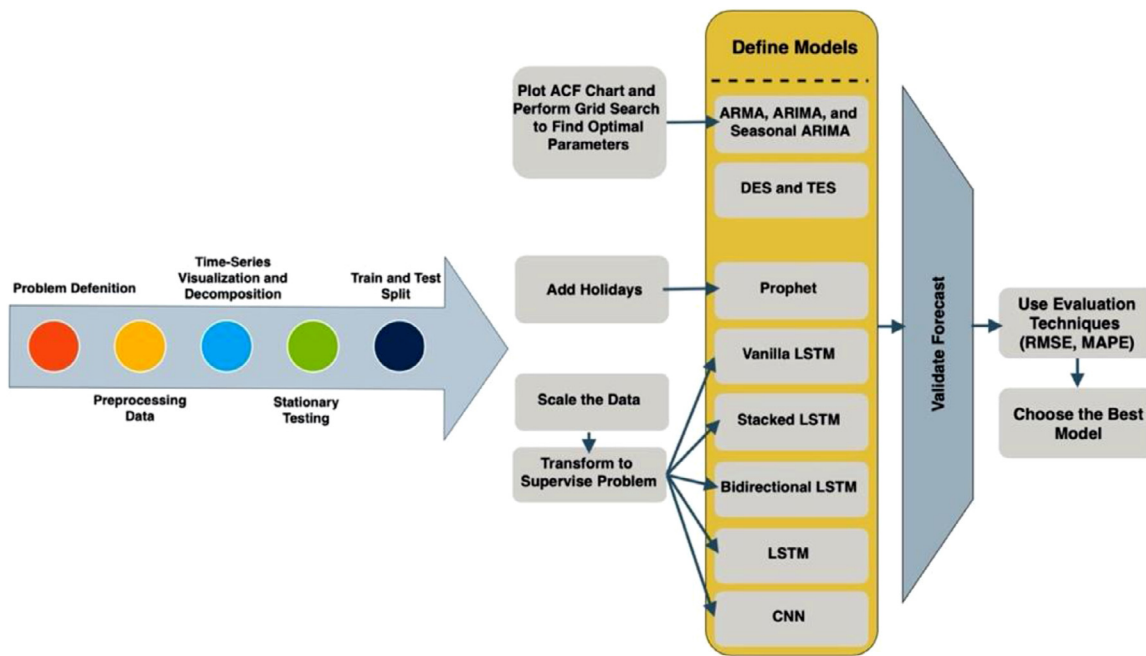 Problem Defenition
Preprocessing
Data
Time-Series
Visualization and
Decomposition
Stationary
Testing
Train and Test
Split
Plot ACF Chart and
Perform Grid Search
to Find Optimal
Parameters
Add Holidays
Scale the Data
Transform to
Supervise Problem
Define Models
ARMA, ARIMA, and
Seasonal ARIMA
DES and TES
Prophet
Vanilla LSTM
Stacked LSTM
Bidirectional LSTM
LSTM
CNN
Validate Forecast
Use Evaluation
Techniques
(RMSE, MAPE)
Choose the Best
Model